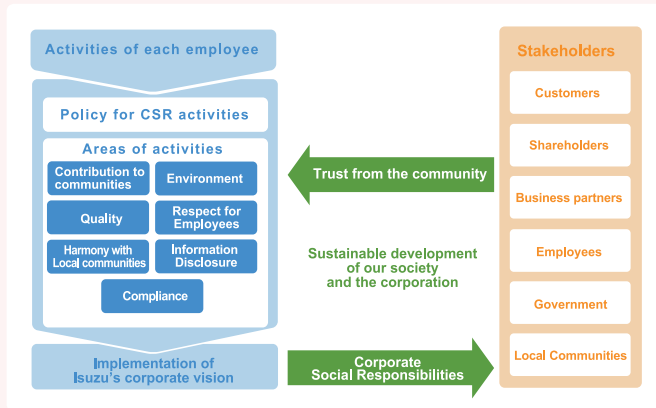 Activities of each employee
Policy for CSR activities
Areas of activities
Contribution to
communities
Environment
Quality
Respect for
Employees
Harmony with
Local communities
Information
Disclosure
Compliance
Implementation of
Isuzu's corporate vision
Trust from the community
Sustainable development
of our society
and the corporation
Corporate
Social Responsibilities
Stakeholders
Customers
Shareholders
Business partners
Employees
Government
Local Communities